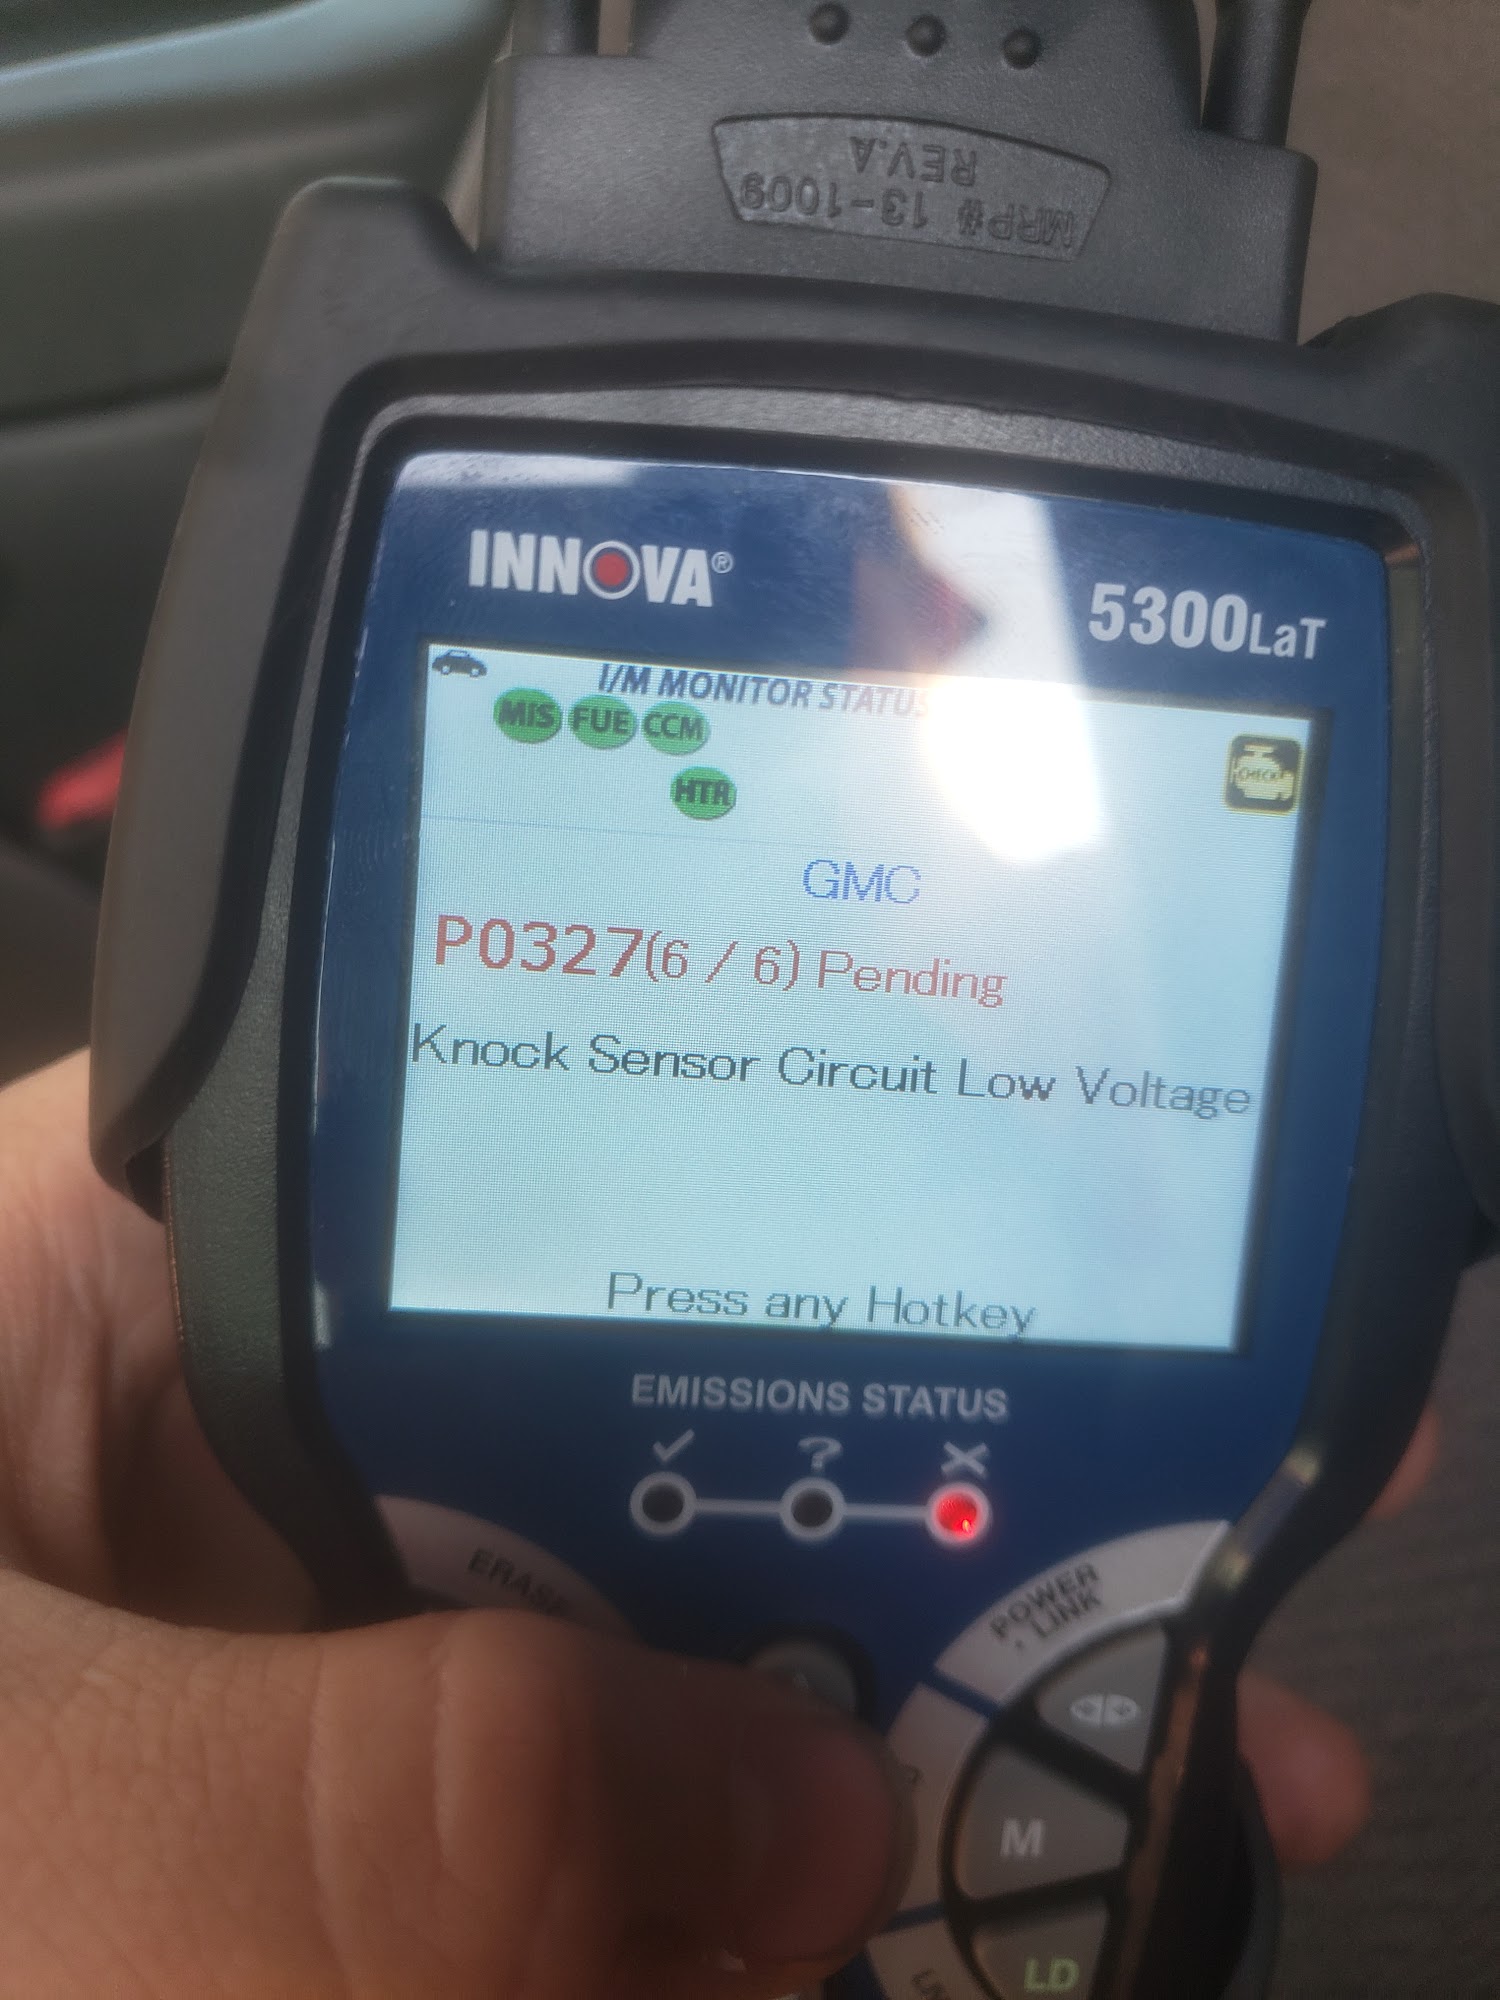 MRP# 13-1009
REV.A
INNOVA®
5300LaT
I/M MONITOR STATUS
MIS FUE CCM
HTR
CHECK
GMC
P0327(6 / 6) Pending
Knock Sensor Circuit Low Voltage
Press any Hotkey
EMISSIONS STATUS
✓ ? X
ERASE
POWER
LINK
M
LD